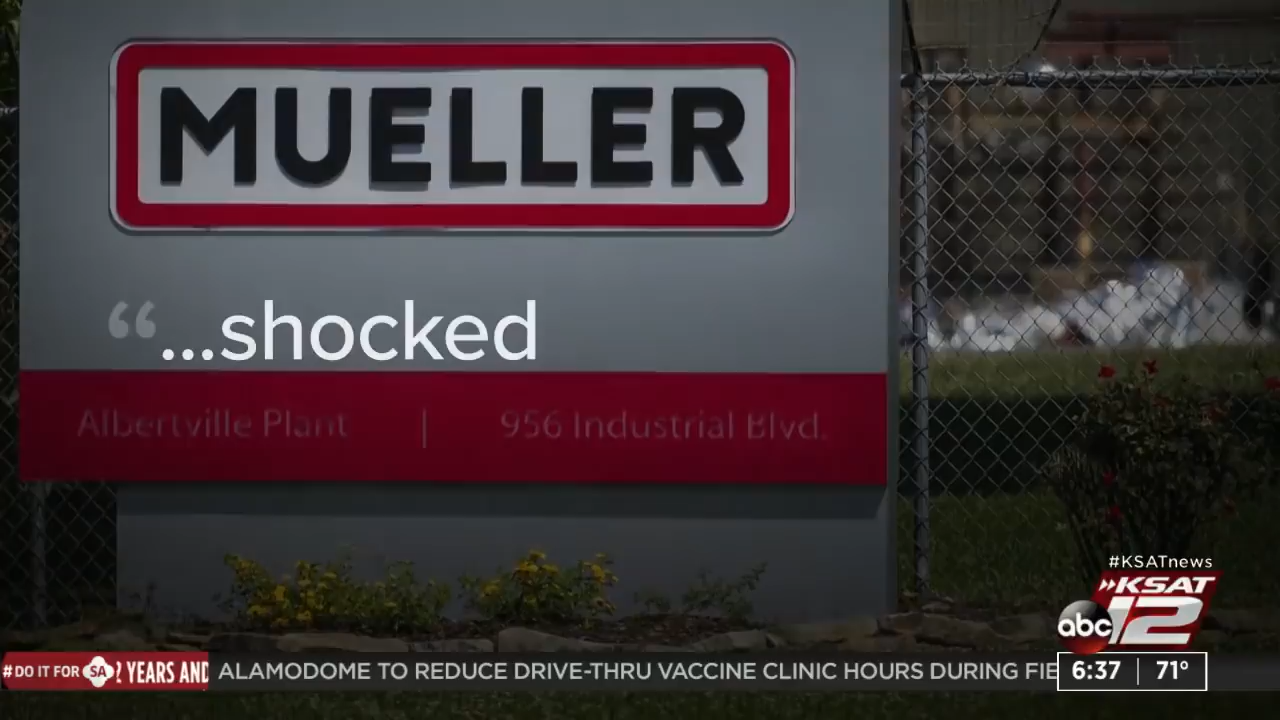 MUELLER
“...shocked
Albertville Plant | 956 Industrial Blvd.
#KSATnews
KSAT
abc 12
#DO IT FOR SA
YEARS AND
ALAMODOME TO REDUCE DRIVE-THRU VACCINE CLINIC HOURS DURING
6:37 | 71°